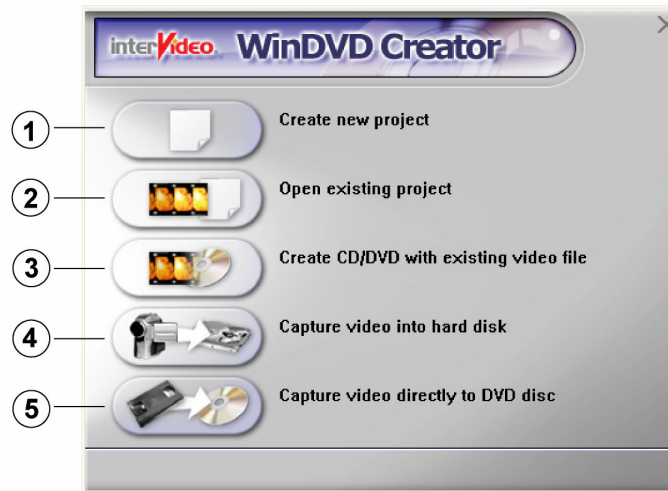 interVideo. WinDVD Creator
1 Create new project
2 Open existing project
3 Create CD/DVD with existing video file
4 Capture video into hard disk
5 Capture video directly to DVD disc